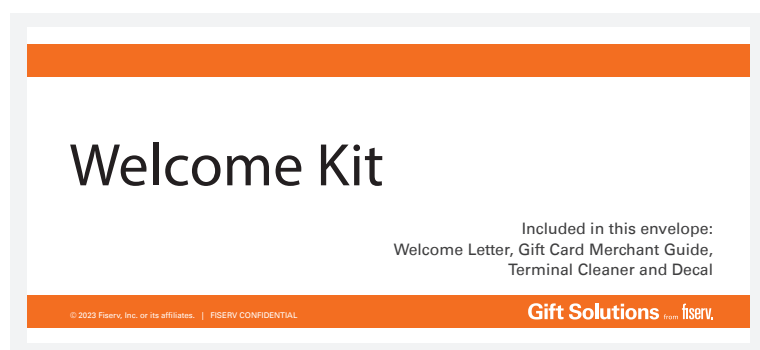 Welcome Kit
Included in this envelope:
Welcome Letter, Gift Card Merchant Guide,
Terminal Cleaner and Decal
© 2023 Fiserv, Inc. or its affiliates. | FISERV CONFIDENTIAL
Gift Solutions from fiserv.